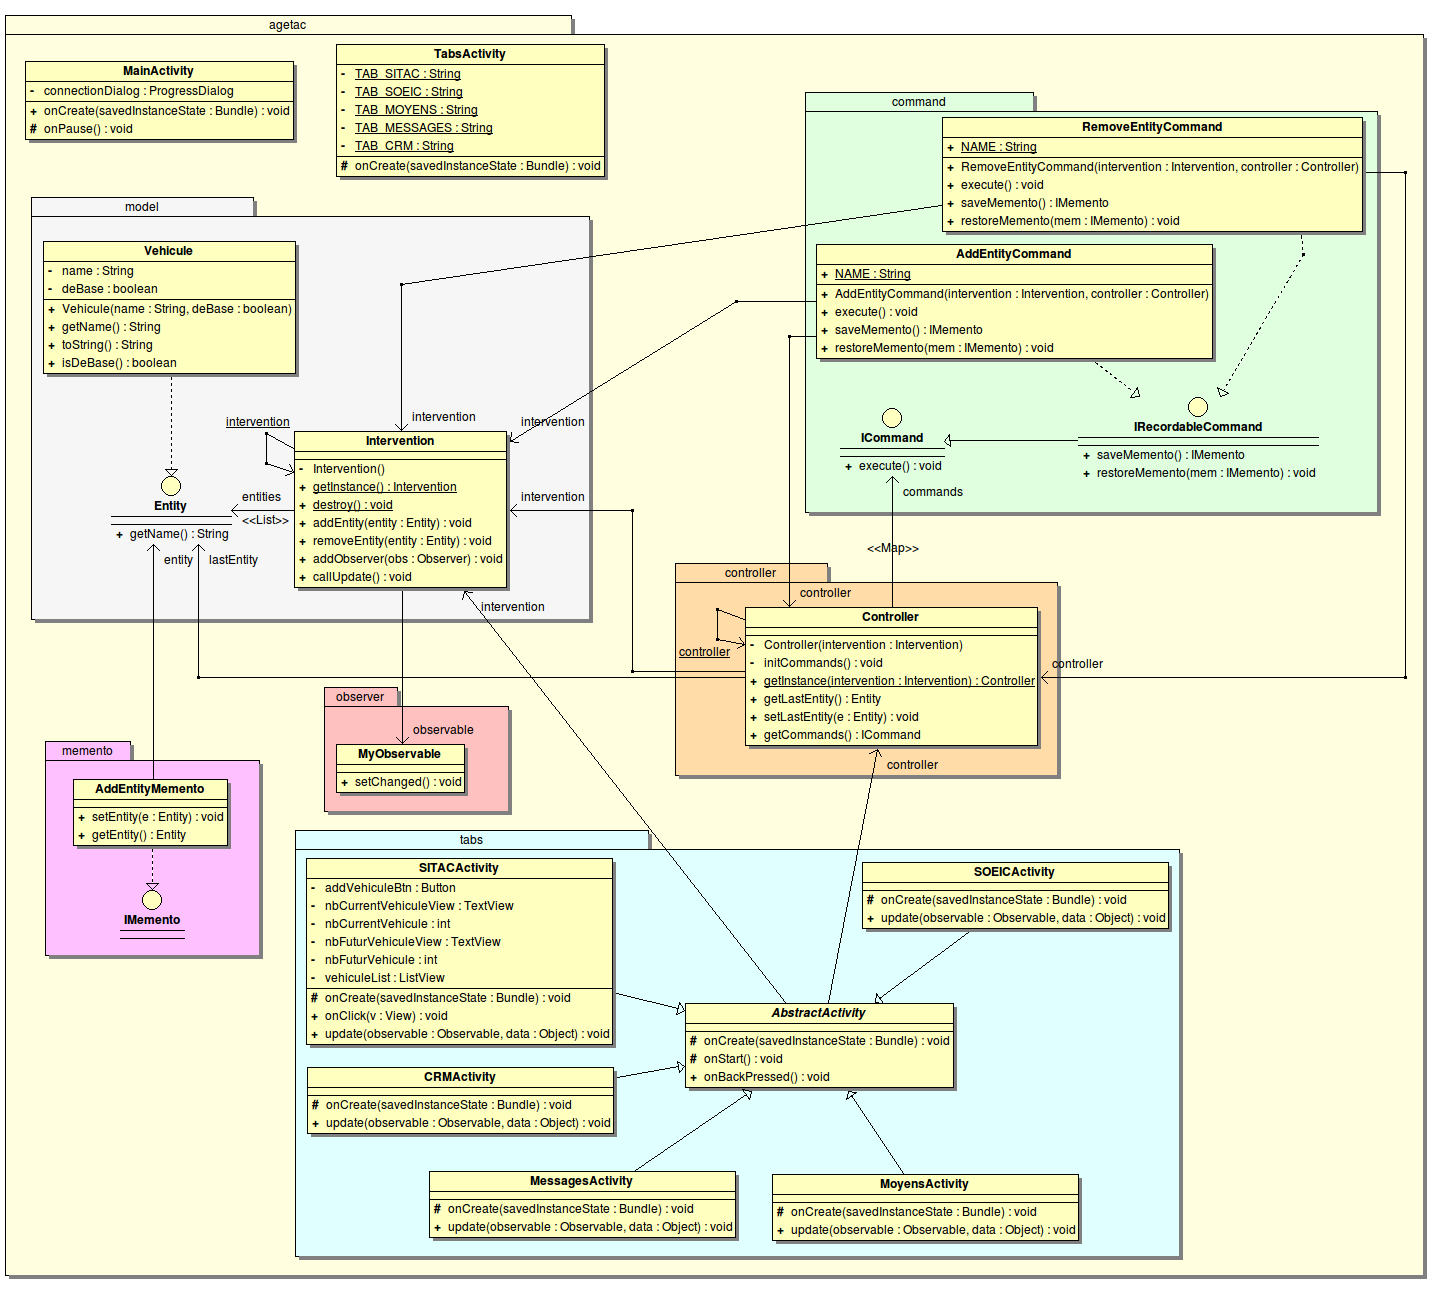 agetac
MainActivity
- connectionDialog : ProgressDialog
+ onCreate(savedInstanceState : Bundle) : void
# onPause() : void
TabsActivity
- TAB_SITAC : String
- TAB_SOEIC : String
- TAB_MOYENS : String
- TAB_MESSAGES : String
- TAB_CRM : String
# onCreate(savedInstanceState : Bundle) : void
command
RemoveEntityCommand
+ NAME : String
+ RemoveEntityCommand(intervention : Intervention, controller : Controller)
+ execute() : void
+ saveMemento() : IMemento
+ restoreMemento(mem : IMemento) : void
AddEntityCommand
+ NAME : String
+ AddEntityCommand(intervention : Intervention, controller : Controller)
+ execute() : void
+ saveMemento() : IMemento
+ restoreMemento(mem : IMemento) : void
ICommand
+ execute() : void
IRecordableCommand
+ saveMemento() : IMemento
+ restoreMemento(mem : IMemento) : void
commands
<<Map>>
model
Vehicule
- name : String
- deBase : boolean
+ Vehicule(name : String, deBase : boolean)
+ getName() : String
+ toString() : String
+ isDeBase() : boolean
intervention
intervention
intervention
Intervention
- Intervention()
+ getInstance() : Intervention
+ destroy() : void
+ addEntity(entity : Entity) : void
+ removeEntity(entity : Entity) : void
+ addObserver(obs : Observer) : void
+ callUpdate() : void
entities
<<List>>
intervention
Entity
+ getName() : String
entity
lastEntity
intervention
controller
controller
Controller
- Controller(intervention : Intervention)
- initCommands() : void
+ getInstance(intervention : Intervention) : Controller
+ getLastEntity() : Entity
+ setLastEntity(e : Entity) : void
+ getCommands() : ICommand
controller
controller
controller
observer
observable
MyObservable
+ setChanged() : void
memento
AddEntityMemento
+ setEntity(e : Entity) : void
+ getEntity() : Entity
IMemento
tabs
SITACActivity
- addVehiculeBtn : Button
- nbCurrentVehiculeView : TextView
- nbCurrentVehicule : int
- nbFuturVehiculeView : TextView
- nbFuturVehicule : int
- vehiculeList : ListView
# onCreate(savedInstanceState : Bundle) : void
+ onClick(v : View) : void
+ update(observable : Observable, data : Object) : void
SOEICActivity
# onCreate(savedInstanceState : Bundle) : void
+ update(observable : Observable, data : Object) : void
AbstractActivity
# onCreate(savedInstanceState : Bundle) : void
# onStart() : void
+ onBackPressed() : void
CRMActivity
# onCreate(savedInstanceState : Bundle) : void
+ update(observable : Observable, data : Object) : void
MessagesActivity
# onCreate(savedInstanceState : Bundle) : void
+ update(observable : Observable, data : Object) : void
MoyensActivity
# onCreate(savedInstanceState : Bundle) : void
+ update(observable : Observable, data : Object) : void